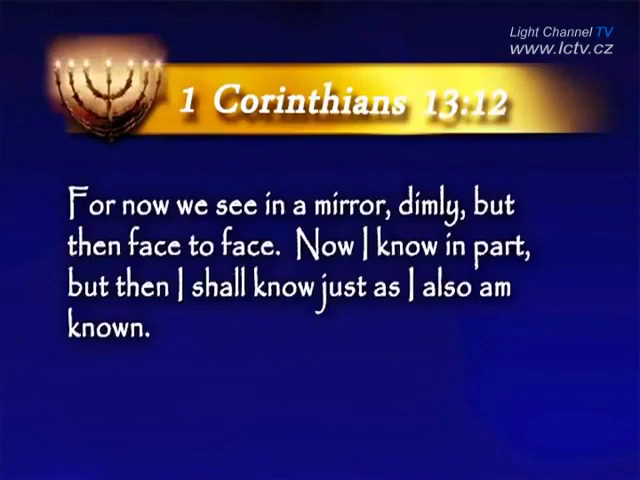 Light Channel TV
www.lctv.cz
1 Corinthians 13:12
For now we see in a mirror, dimly, but
then face to face. Now I know in part,
but then I shall know just as I also am
known.